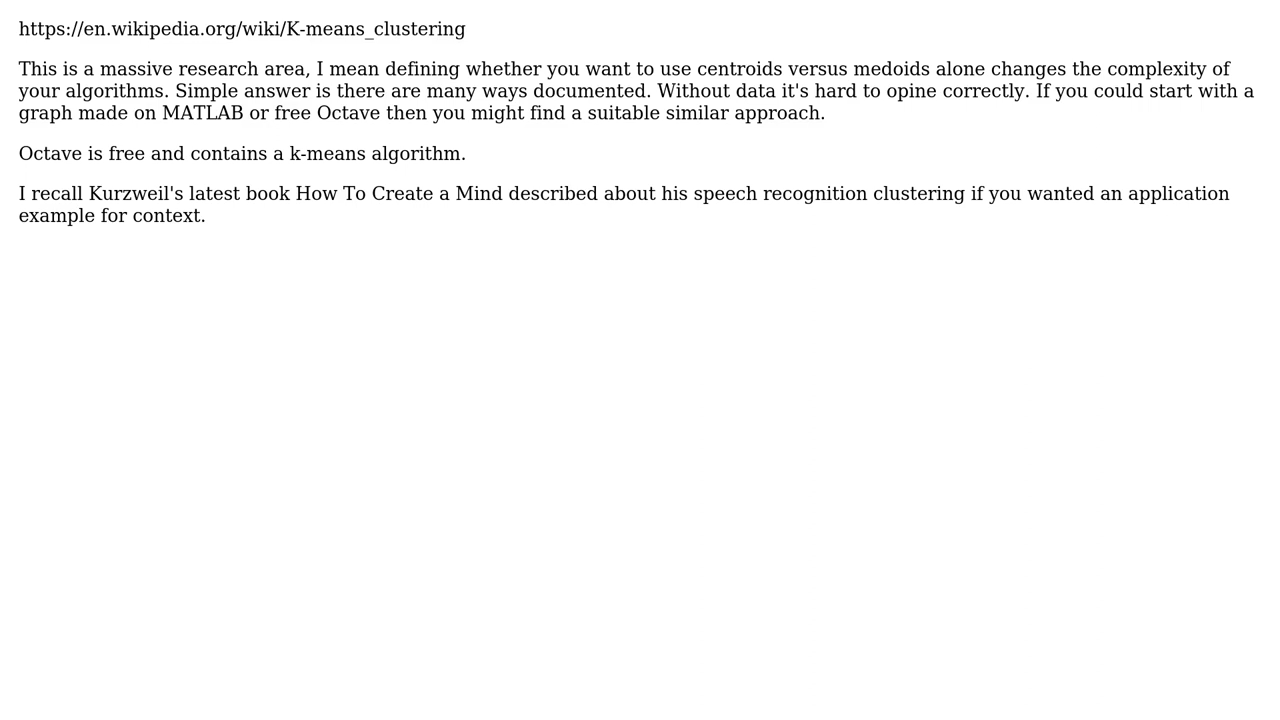 https://en.wikipedia.org/wiki/K-means_clustering
This is a massive research area, I mean defining whether you want to use centroids versus medoids alone changes the complexity of
your algorithms. Simple answer is there are many ways documented. Without data it's hard to opine correctly. If you could start with a
graph made on MATLAB or free Octave then you might find a suitable similar approach.
Octave is free and contains a k-means algorithm.
I recall Kurzweil's latest book How To Create a Mind described about his speech recognition clustering if you wanted an application
example for context.